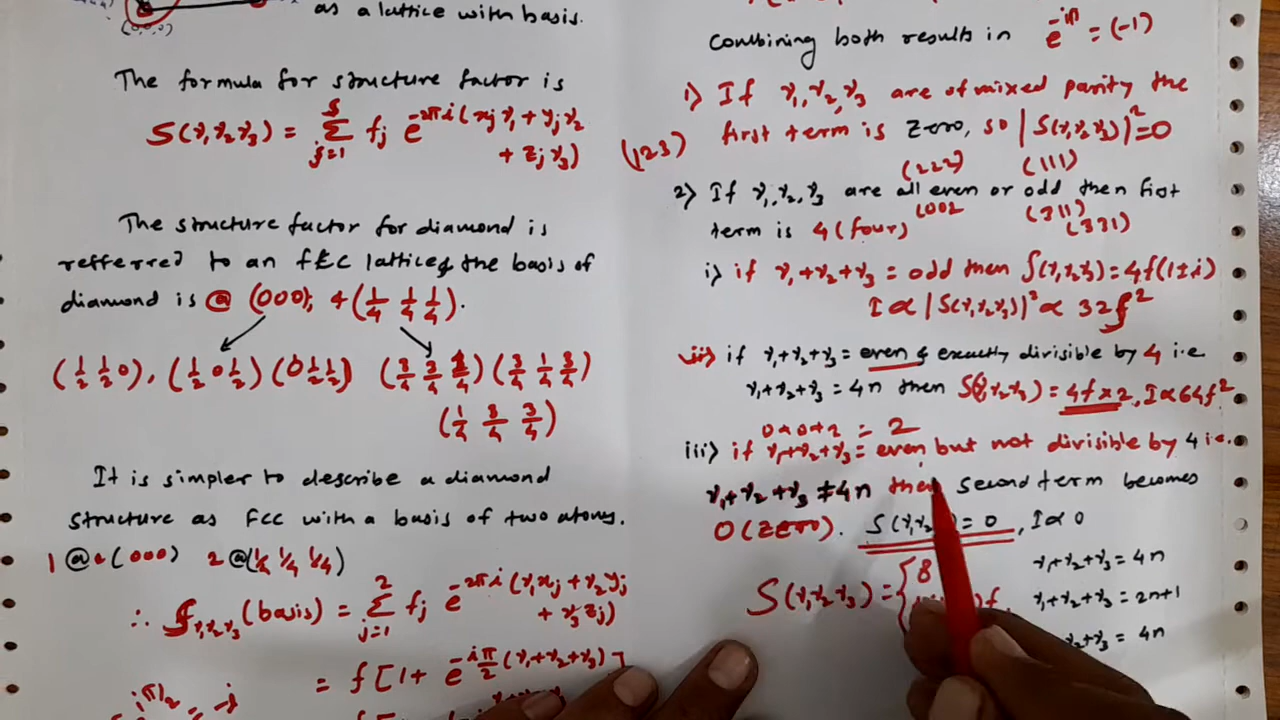 (0,0,0)
as a lattice with basis.
The formula for structure factor is
S(γ₁γ₂γ₃) = Σ fj e^-2πi(xjγ₁+yjγ₂
j=1
+ zjγ₃)
The structure factor for diamond is
refferred to an fcc lattice, the basis of
diamond is @ (000), & (1/4 1/4 1/4).
(1/2 1/2 0), (1/2 0 1/2) (0 1/2 1/2) (3/4 3/4 1/4) (3/4 1/4 3/4)
(1/4 3/4 3/4)
It is simpler to describe a diamond
structure as FCC with a basis of two atoms.
1 @ (000) 2 @ (1/4 1/4 1/4)
∴ fγ₁γ₂γ₃(basis) = Σ² j=1 fj e^-2πi(γ₁xj+γ₂yj
+γ₃zj)
= f[1+ e^-iπ/2(γ₁+γ₂+γ₃)]
Combining both results in e^-iπ = (-1)
1) If γ₁,γ₂,γ₃ are of mixed parity the
(123) first term is zero, so |S(γ₁γ₂γ₃)|²=0
(222) (111)
2) If γ₁,γ₂,γ₃ are all even or odd then first
002 (311)
term is 4(four) (331)
i) if γ₁+γ₂+γ₃ = odd then S(γ₁γ₂γ₃)=4f(1±i)
I∝|S(γ₁γ₂γ₃)|²∝ 32f²
ii) if γ₁+γ₂+γ₃= even & exactly divisible by 4 i.e
γ₁+γ₂+γ₃ = 4n then S(γ₁γ₂γ₃) = 4f×2, I∝64f²
0+0+2 = 2
iii) if γ₁+γ₂+γ₃= even but not divisible by 4 i.e.
γ₁+γ₂+γ₃ ≠4n then second term becomes
0(zero). S(γ₁γ₂ )=0, I∝0
S(γ₁γ₂γ₃)= { 8 γ₁+γ₂+γ₃=4n
γ₁+γ₂+γ₃=2n+1
γ₂+γ₃=4n